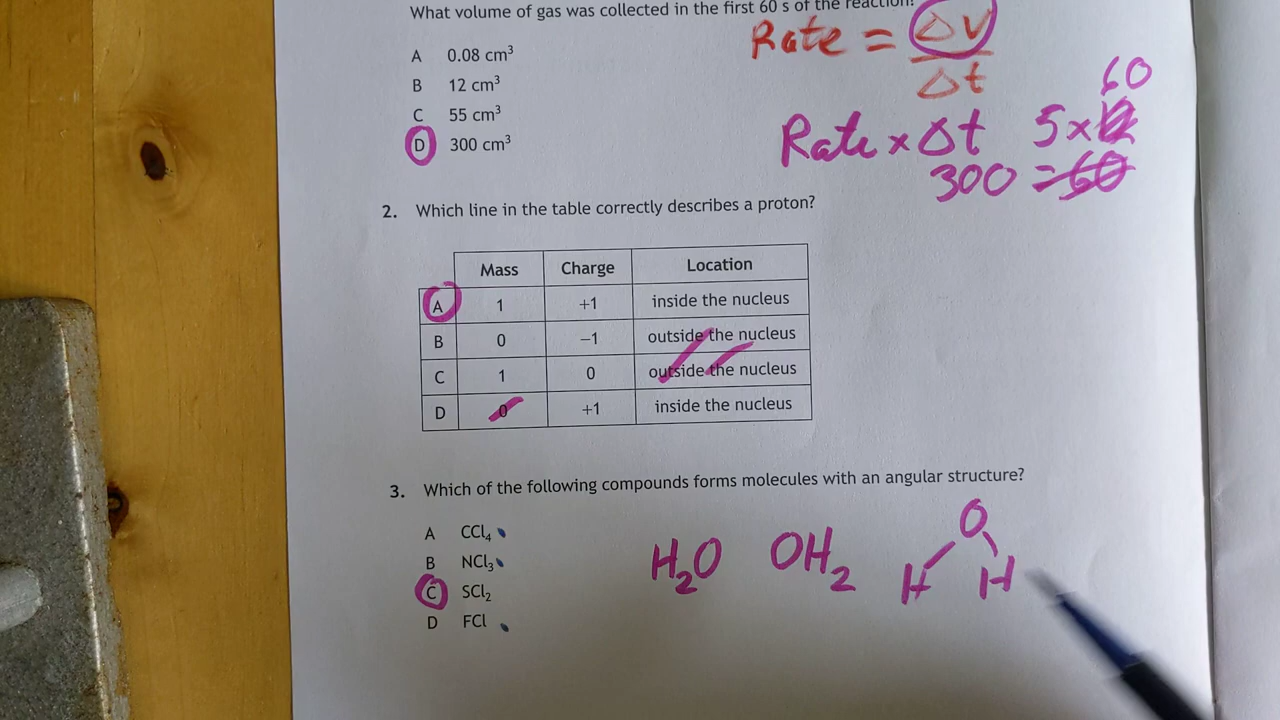 What volume of gas was collected in the first 60 s of the reaction?
Rate = ΔV
Δt
A 0.08 cm³
B 12 cm³
C 55 cm³
D 300 cm³
60
Rate × Δt 5 × 12
300 = 60
2. Which line in the table correctly describes a proton?
Mass Charge Location
A 1 +1 inside the nucleus
B 0 −1 outside the nucleus
C 1 0 outside the nucleus
D 0 +1 inside the nucleus
3. Which of the following compounds forms molecules with an angular structure?
A CCl₄
B NCl₃
C SCl₂
D FCl
H₂O OH₂
O
H H